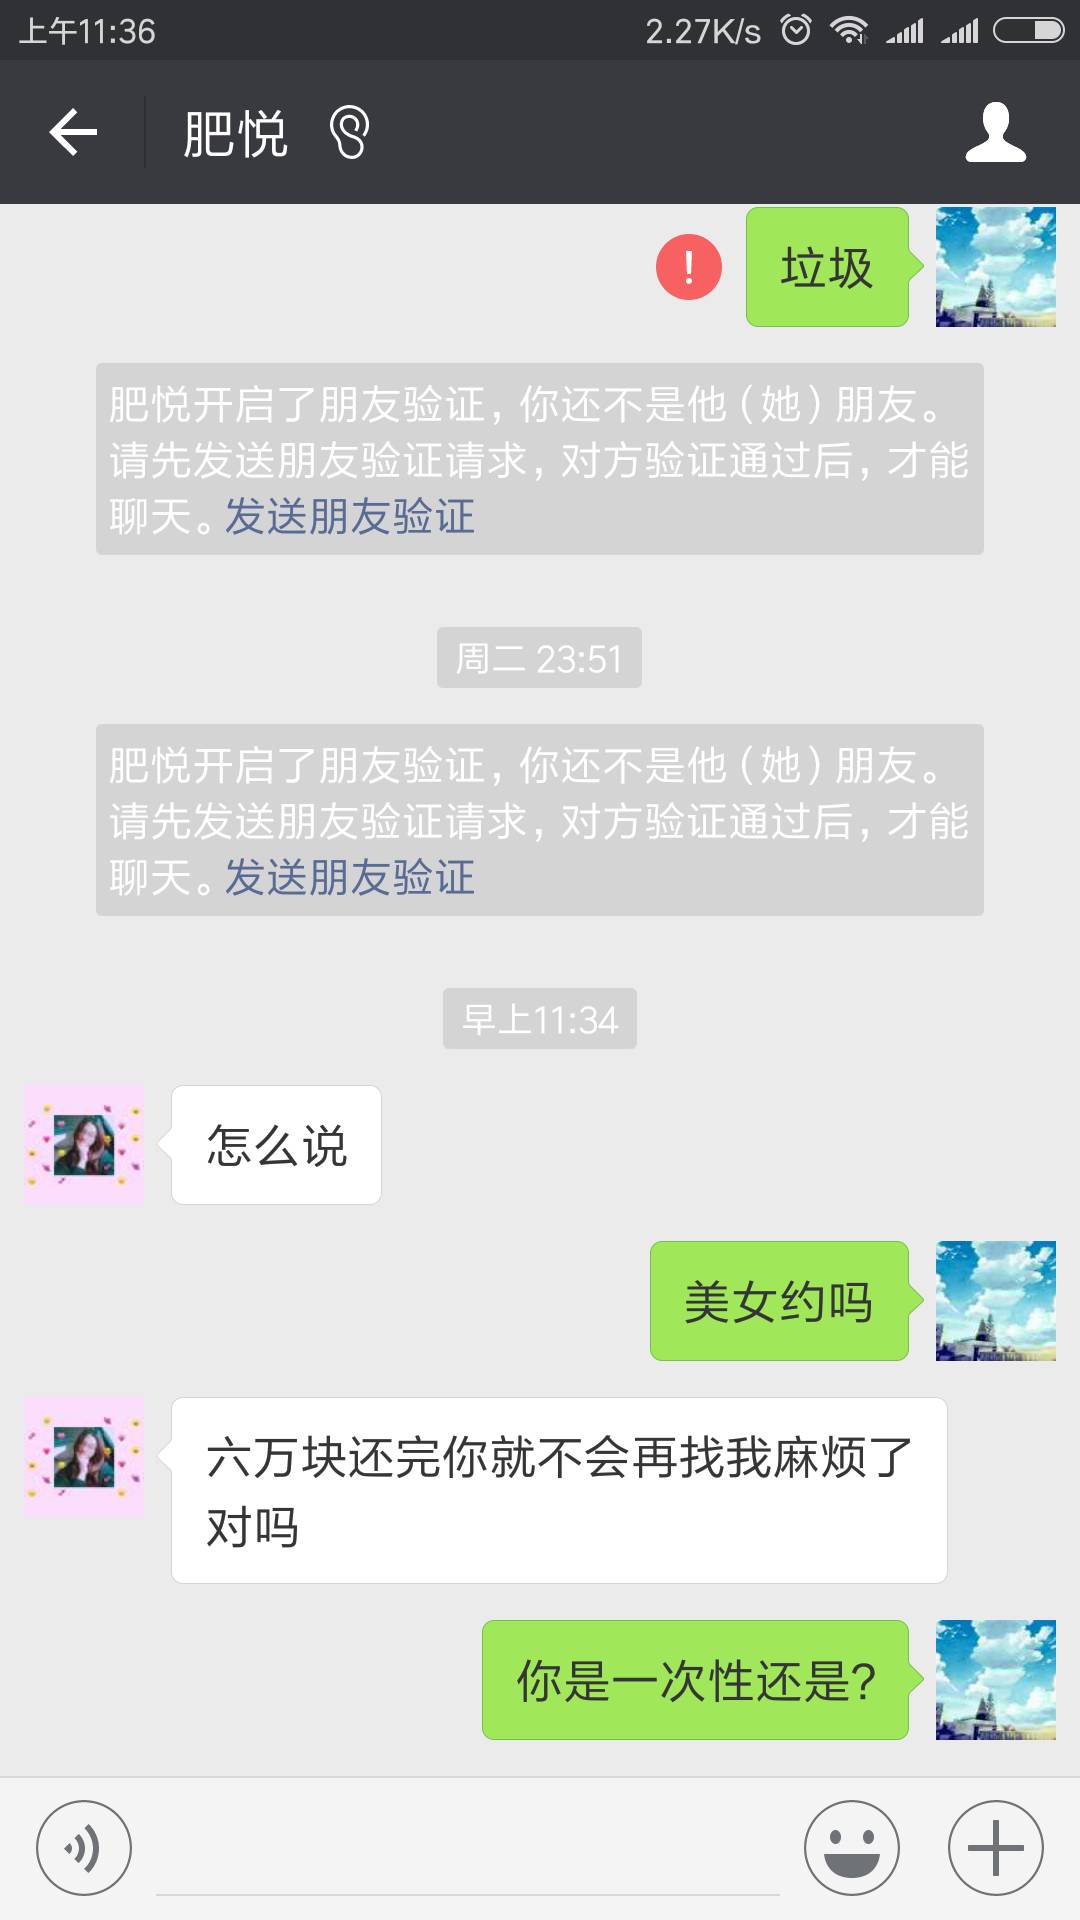 上午11:36
2.27K/s
肥悦
垃圾
肥悦开启了朋友验证，你还不是他（她）朋友。
请先发送朋友验证请求，对方验证通过后，才能
聊天。发送朋友验证
周二 23:51
肥悦开启了朋友验证，你还不是他（她）朋友。
请先发送朋友验证请求，对方验证通过后，才能
聊天。发送朋友验证
早上11:34
怎么说
美女约吗
六万块还完你就不会再找我麻烦了
对吗
你是一次性还是?